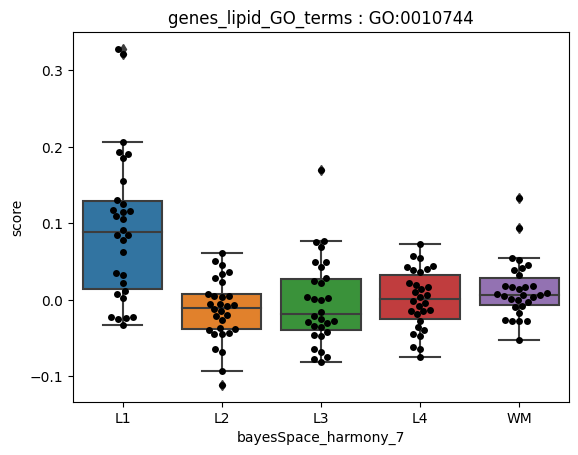 genes_lipid_GO_terms : GO:0010744
score
0.3
0.2
0.1
0.0
−0.1
L1 L2 L3 L4 WM
bayesSpace_harmony_7